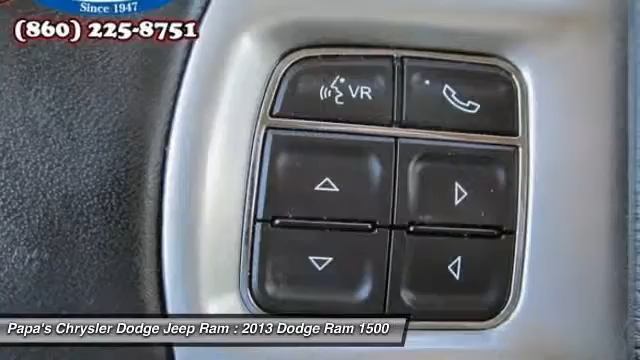 Since 1947
(860) 225-8751
VR
Papa's Chrysler Dodge Jeep Ram : 2013 Dodge Ram 1500